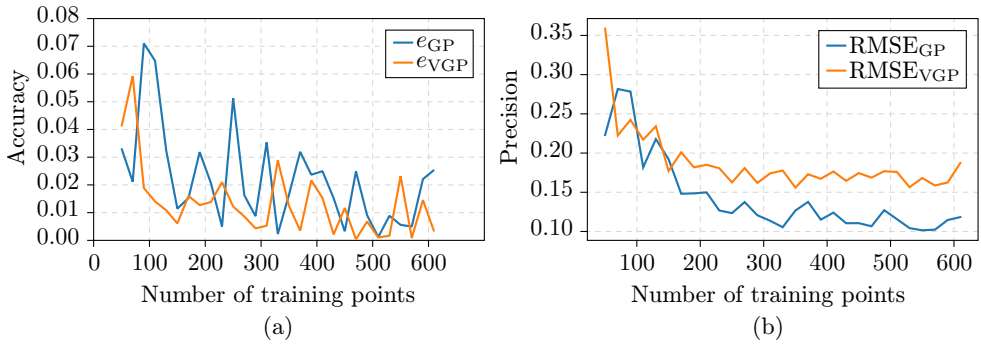 0.08
0.07
0.06
0.05
0.04
0.03
0.02
0.01
0.00
Accuracy
e_GP
e_VGP
0 100 200 300 400 500 600
Number of training points
(a)
0.35
0.30
0.25
0.20
0.15
0.10
Precision
RMSE_GP
RMSE_VGP
100 200 300 400 500 600
Number of training points
(b)